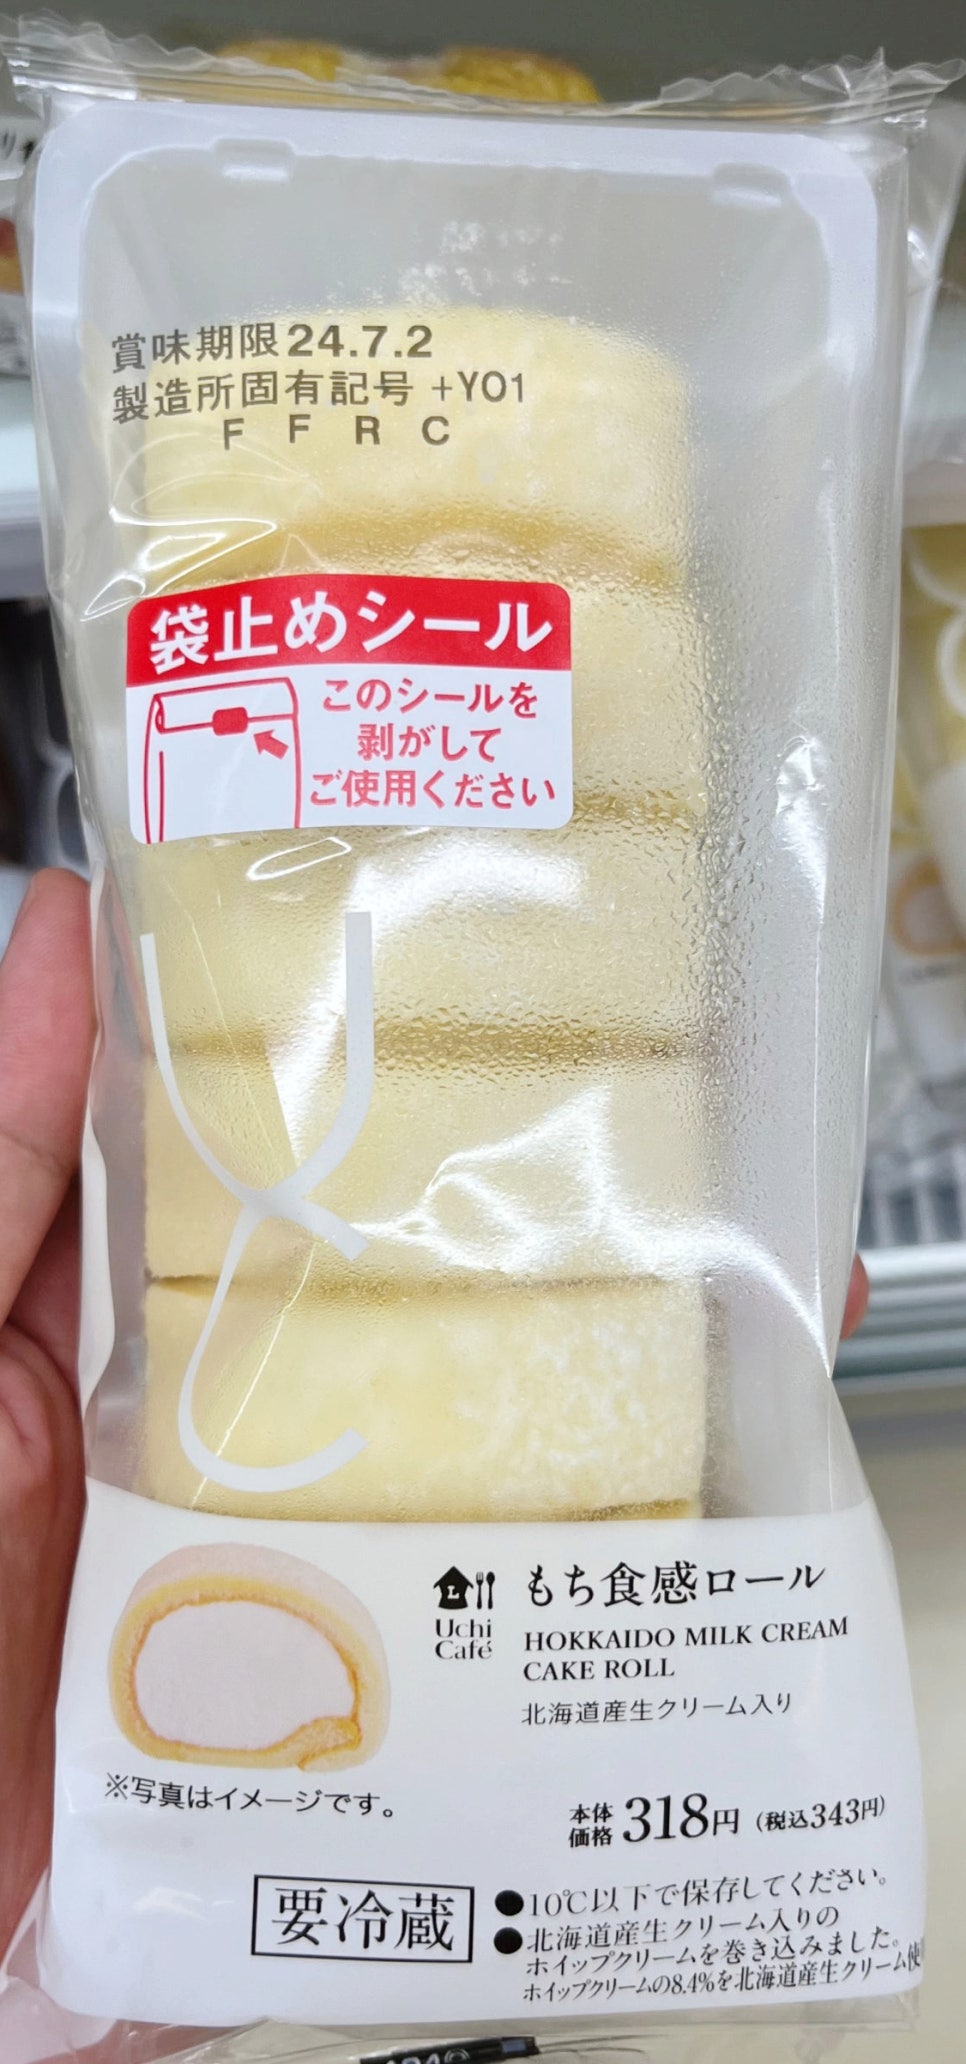 賞味期限24.7.2
製造所固有記号 +Y01
F F R C
袋止めシール
このシールを
剥がして
ご使用ください
L
Uchi
Café
もち食感ロール
HOKKAIDO MILK CREAM
CAKE ROLL
北海道産生クリーム入り
※写真はイメージです。
本体
価格 318円 (税込343円)
要冷蔵
●10℃以下で保存してください。
●北海道産生クリーム入りの
ホイップクリームを巻き込みました。
ホイップクリームの8.4%を北海道産生クリーム使